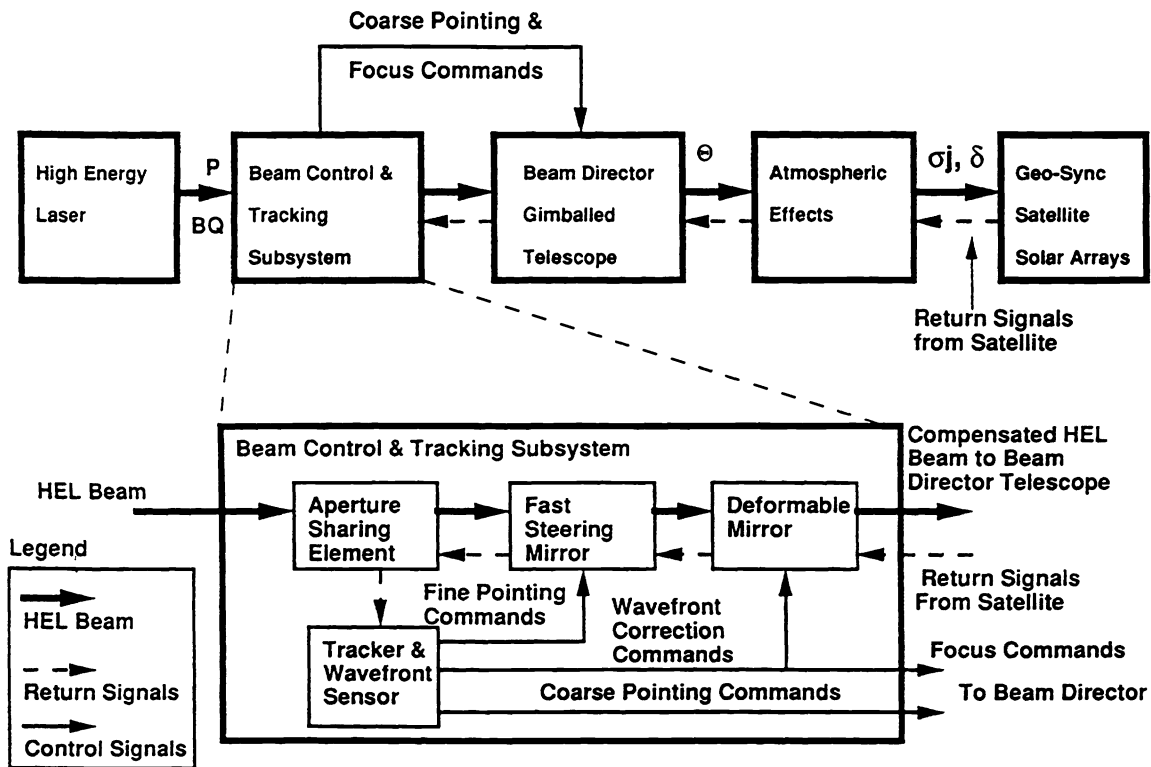 Coarse Pointing &
Focus Commands
High Energy
Laser
P
BQ
Beam Control &
Tracking
Subsystem
Beam Director
Gimballed
Telescope
Θ
Atmospheric
Effects
σj, δ
Geo-Sync
Satellite
Solar Arrays
Return Signals
from Satellite
Beam Control & Tracking Subsystem
HEL Beam
Aperture
Sharing
Element
Fast
Steering
Mirror
Deformable
Mirror
Compensated HEL
Beam to Beam
Director Telescope
Return Signals
From Satellite
Fine Pointing
Commands
Wavefront
Correction
Commands
Tracker &
Wavefront
Sensor
Focus Commands
Coarse Pointing Commands
To Beam Director
Legend
HEL Beam
Return Signals
Control Signals